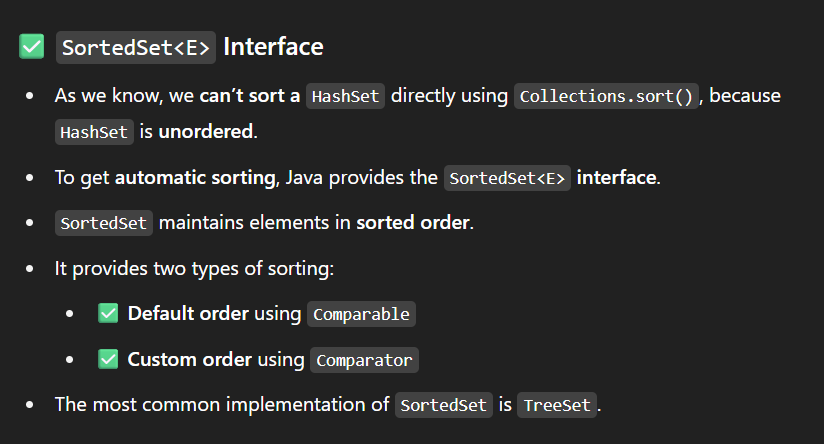 ✅ SortedSet<E> Interface
• As we know, we can’t sort a HashSet directly using Collections.sort(), because
HashSet is unordered.
• To get automatic sorting, Java provides the SortedSet<E> interface.
• SortedSet maintains elements in sorted order.
• It provides two types of sorting:
• ✅ Default order using Comparable
• ✅ Custom order using Comparator
• The most common implementation of SortedSet is TreeSet.